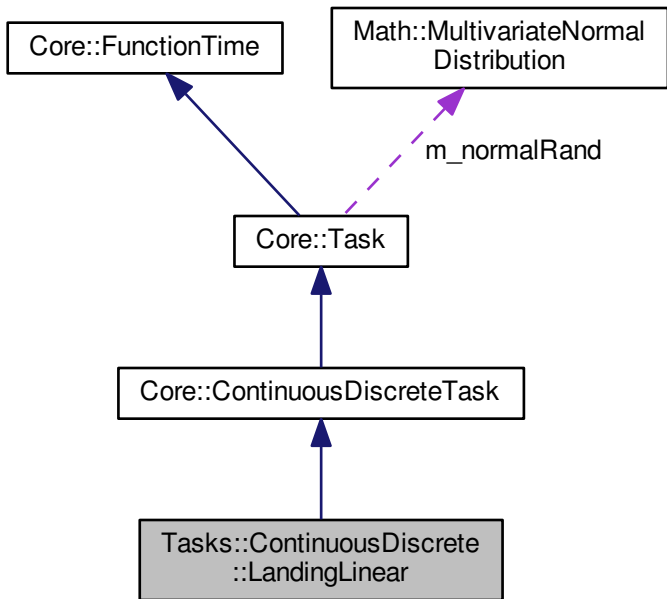 Core::FunctionTime
Math::MultivariateNormal
Distribution
m_normalRand
Core::Task
Core::ContinuousDiscreteTask
Tasks::ContinuousDiscrete
::LandingLinear